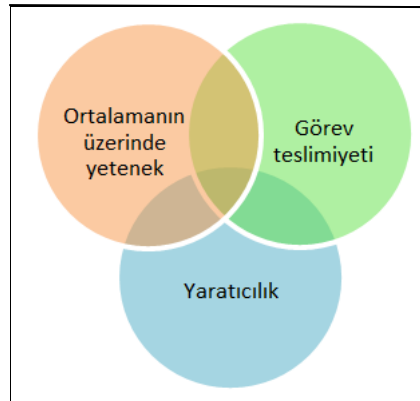 Ortalamanın
üzerinde
yetenek
Görev
teslimiyeti
Yaratıcılık